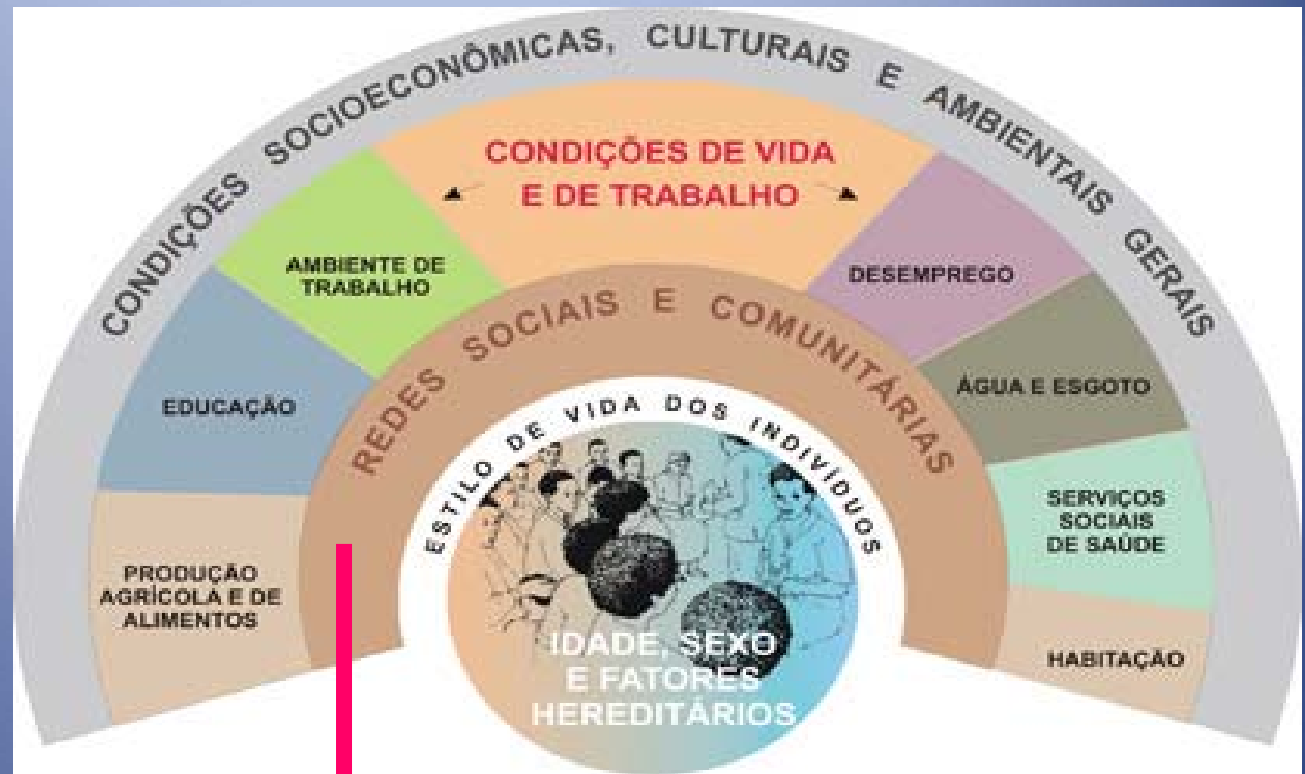 CONDIÇÕES SOCIOECONÔMICAS, CULTURAIS E AMBIENTAIS GERAIS
CONDIÇÕES DE VIDA
E DE TRABALHO
AMBIENTE DE
TRABALHO
DESEMPREGO
REDES SOCIAIS E COMUNITÁRIAS
EDUCAÇÃO
ÁGUA E ESGOTO
ESTILO DE VIDA DOS INDIVÍDUOS
SERVIÇOS
SOCIAIS
DE SAÚDE
PRODUÇÃO
AGRÍCOLA E DE
ALIMENTOS
HABITAÇÃO
IDADE, SEXO
E FATORES
HEREDITÁRIOS